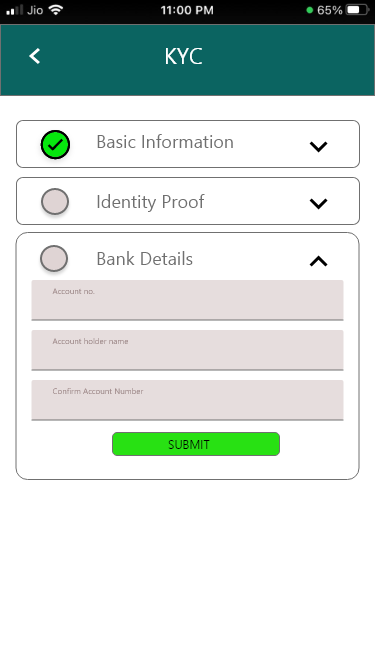 Jio 11:00 PM 65%
KYC
Basic Information
Identity Proof
Bank Details
Account no.
Account holder name
Confirm Account Number
SUBMIT